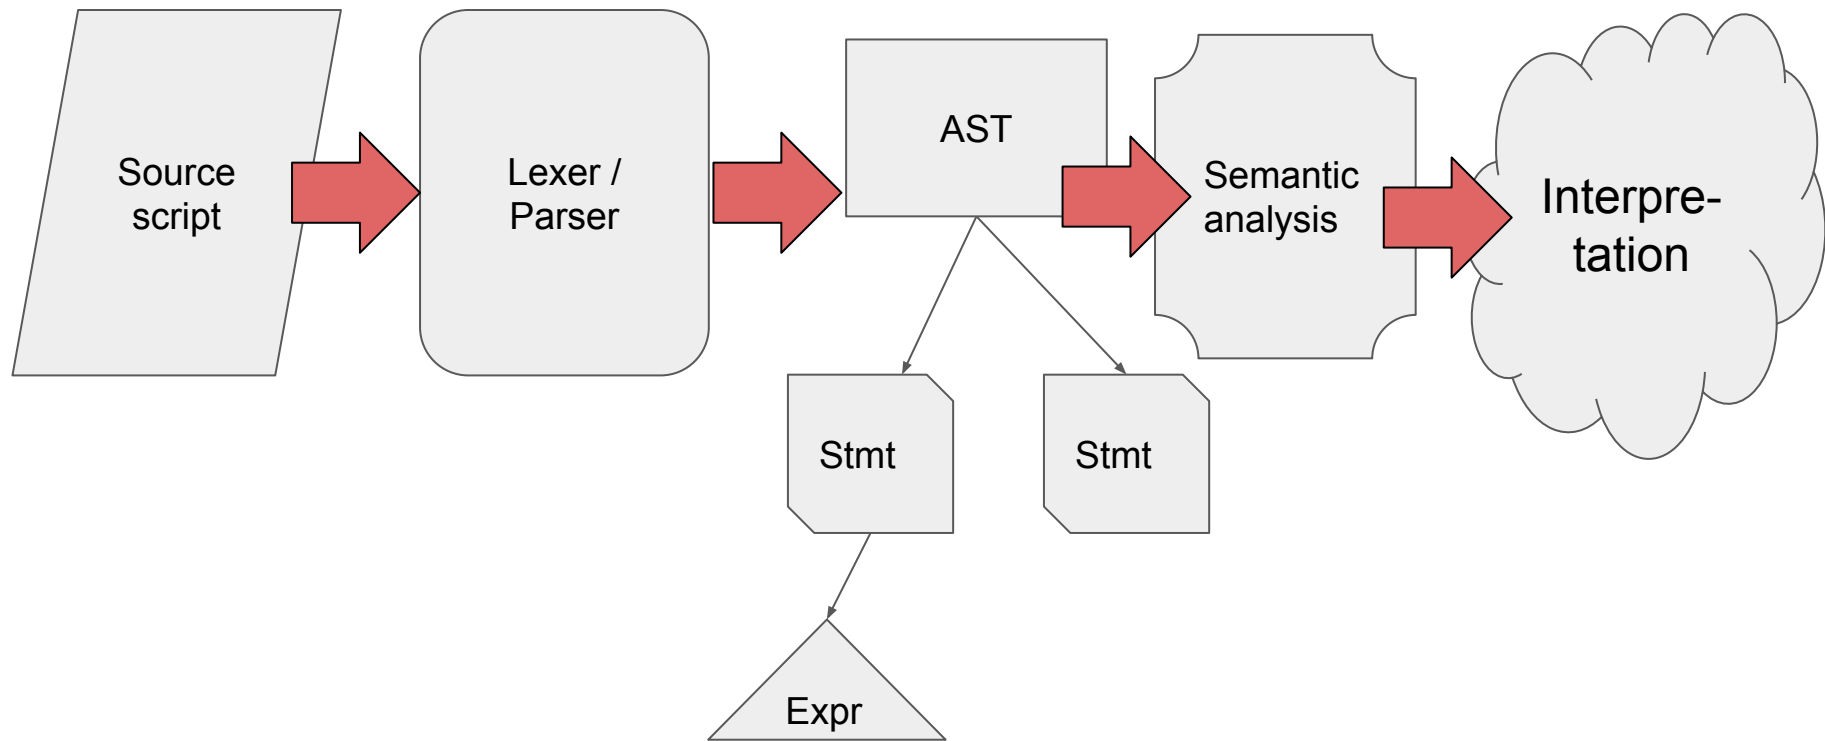 Source
script
Lexer /
Parser
AST
Semantic
analysis
Interpre-
tation
Stmt
Stmt
Expr